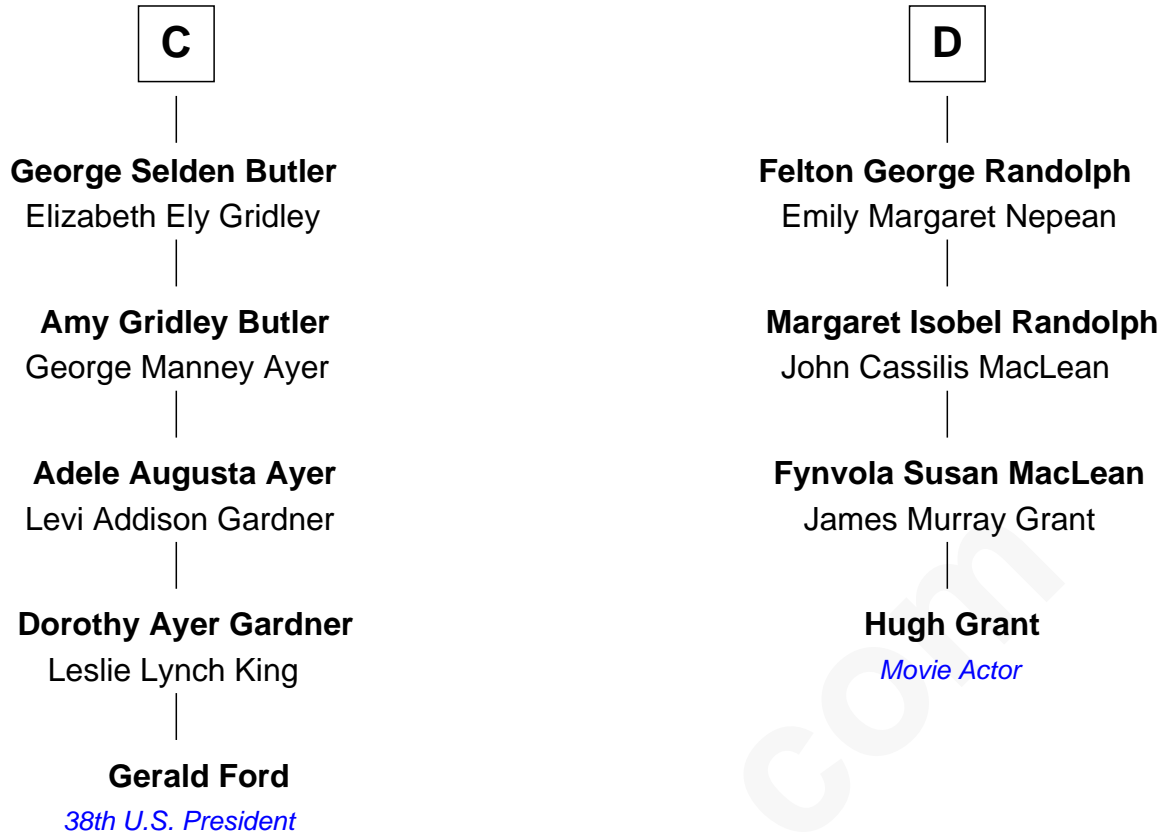 C
George Selden Butler
Elizabeth Ely Gridley
Amy Gridley Butler
George Manney Ayer
Adele Augusta Ayer
Levi Addison Gardner
Dorothy Ayer Gardner
Leslie Lynch King
Gerald Ford
38th U.S. President
D
Felton George Randolph
Emily Margaret Nepean
Margaret Isobel Randolph
John Cassilis MacLean
Fynvola Susan MacLean
James Murray Grant
Hugh Grant
Movie Actor
com